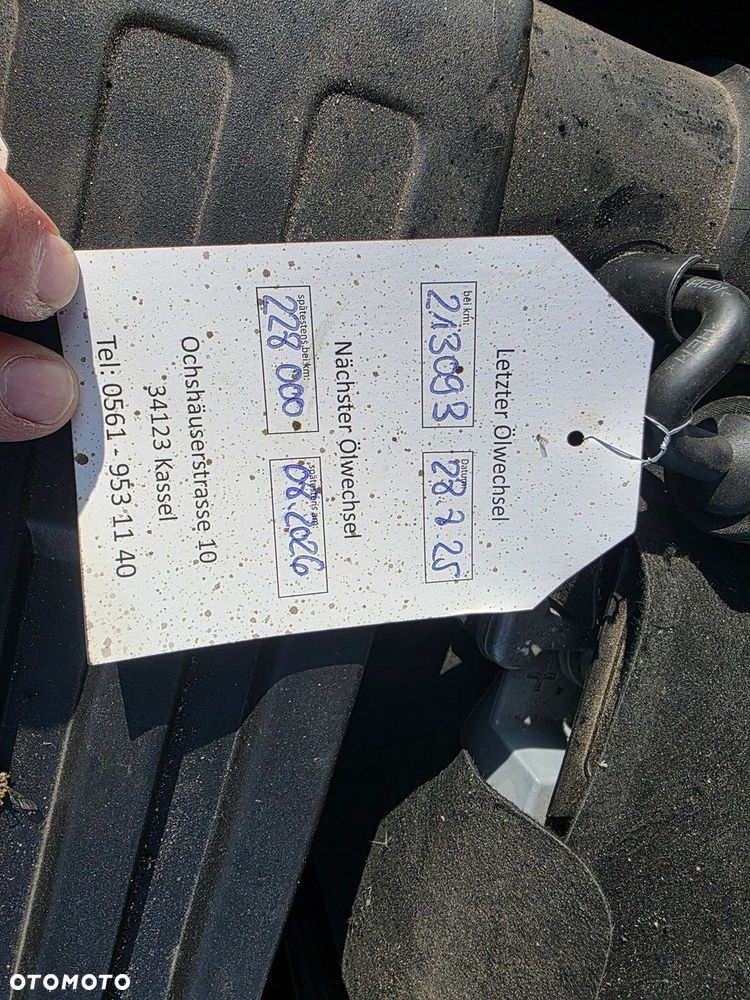 Letzter Ölwechsel
bei km: Datum:
213093 28.7.25
Nächster Ölwechsel
spätestens bei km: spätestens am:
228 000 08.2026
Ochshäuserstrasse 10
34123 Kassel
Tel: 0561 - 953 11 40
OTOMOTO